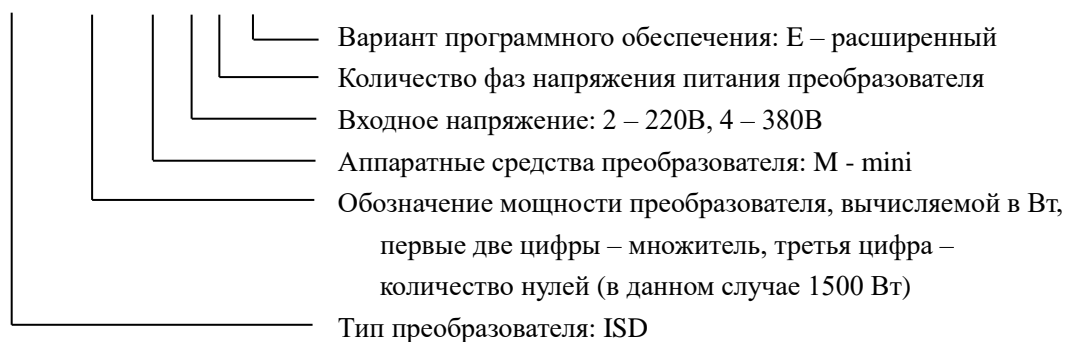 Вариант программного обеспечения: E – расширенный
Количество фаз напряжения питания преобразователя
Входное напряжение: 2 – 220В, 4 – 380В
Аппаратные средства преобразователя: M - mini
Обозначение мощности преобразователя, вычисляемой в Вт,
первые две цифры – множитель, третья цифра –
количество нулей (в данном случае 1500 Вт)
Тип преобразователя: ISD